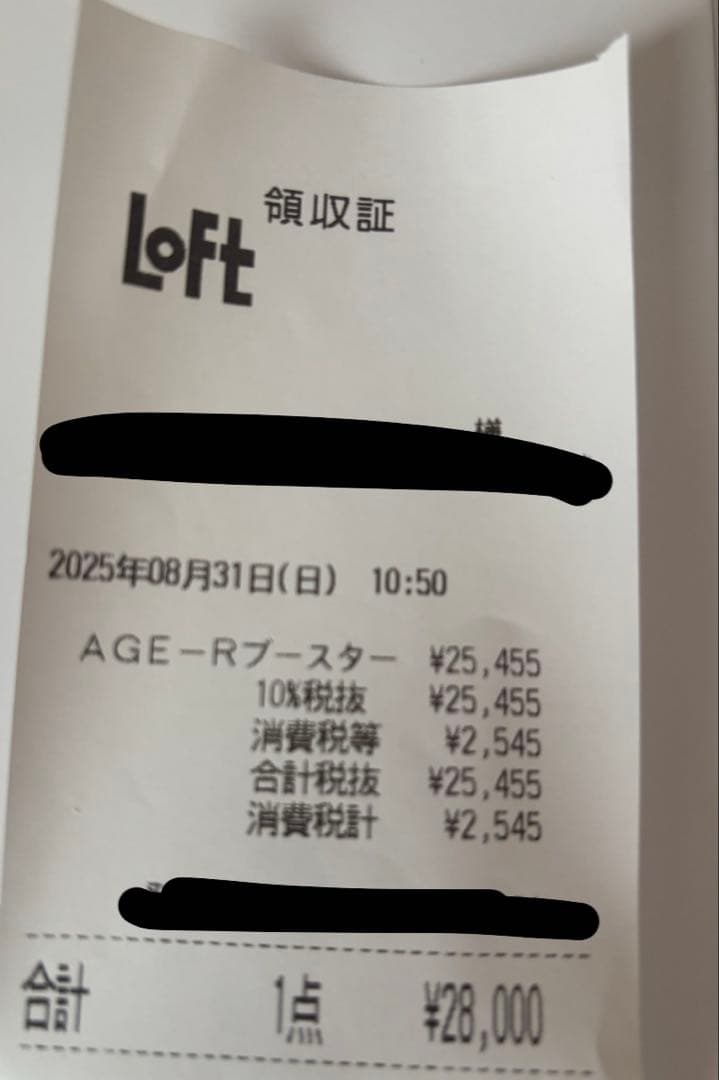 領収証
LoFt
様
2025年08月31日(日) 10:50
AGE-Rブースター ¥25,455
10%税抜 ¥25,455
消費税等 ¥2,545
合計税抜 ¥25,455
消費税計 ¥2,545
合計 1点 ¥28,000